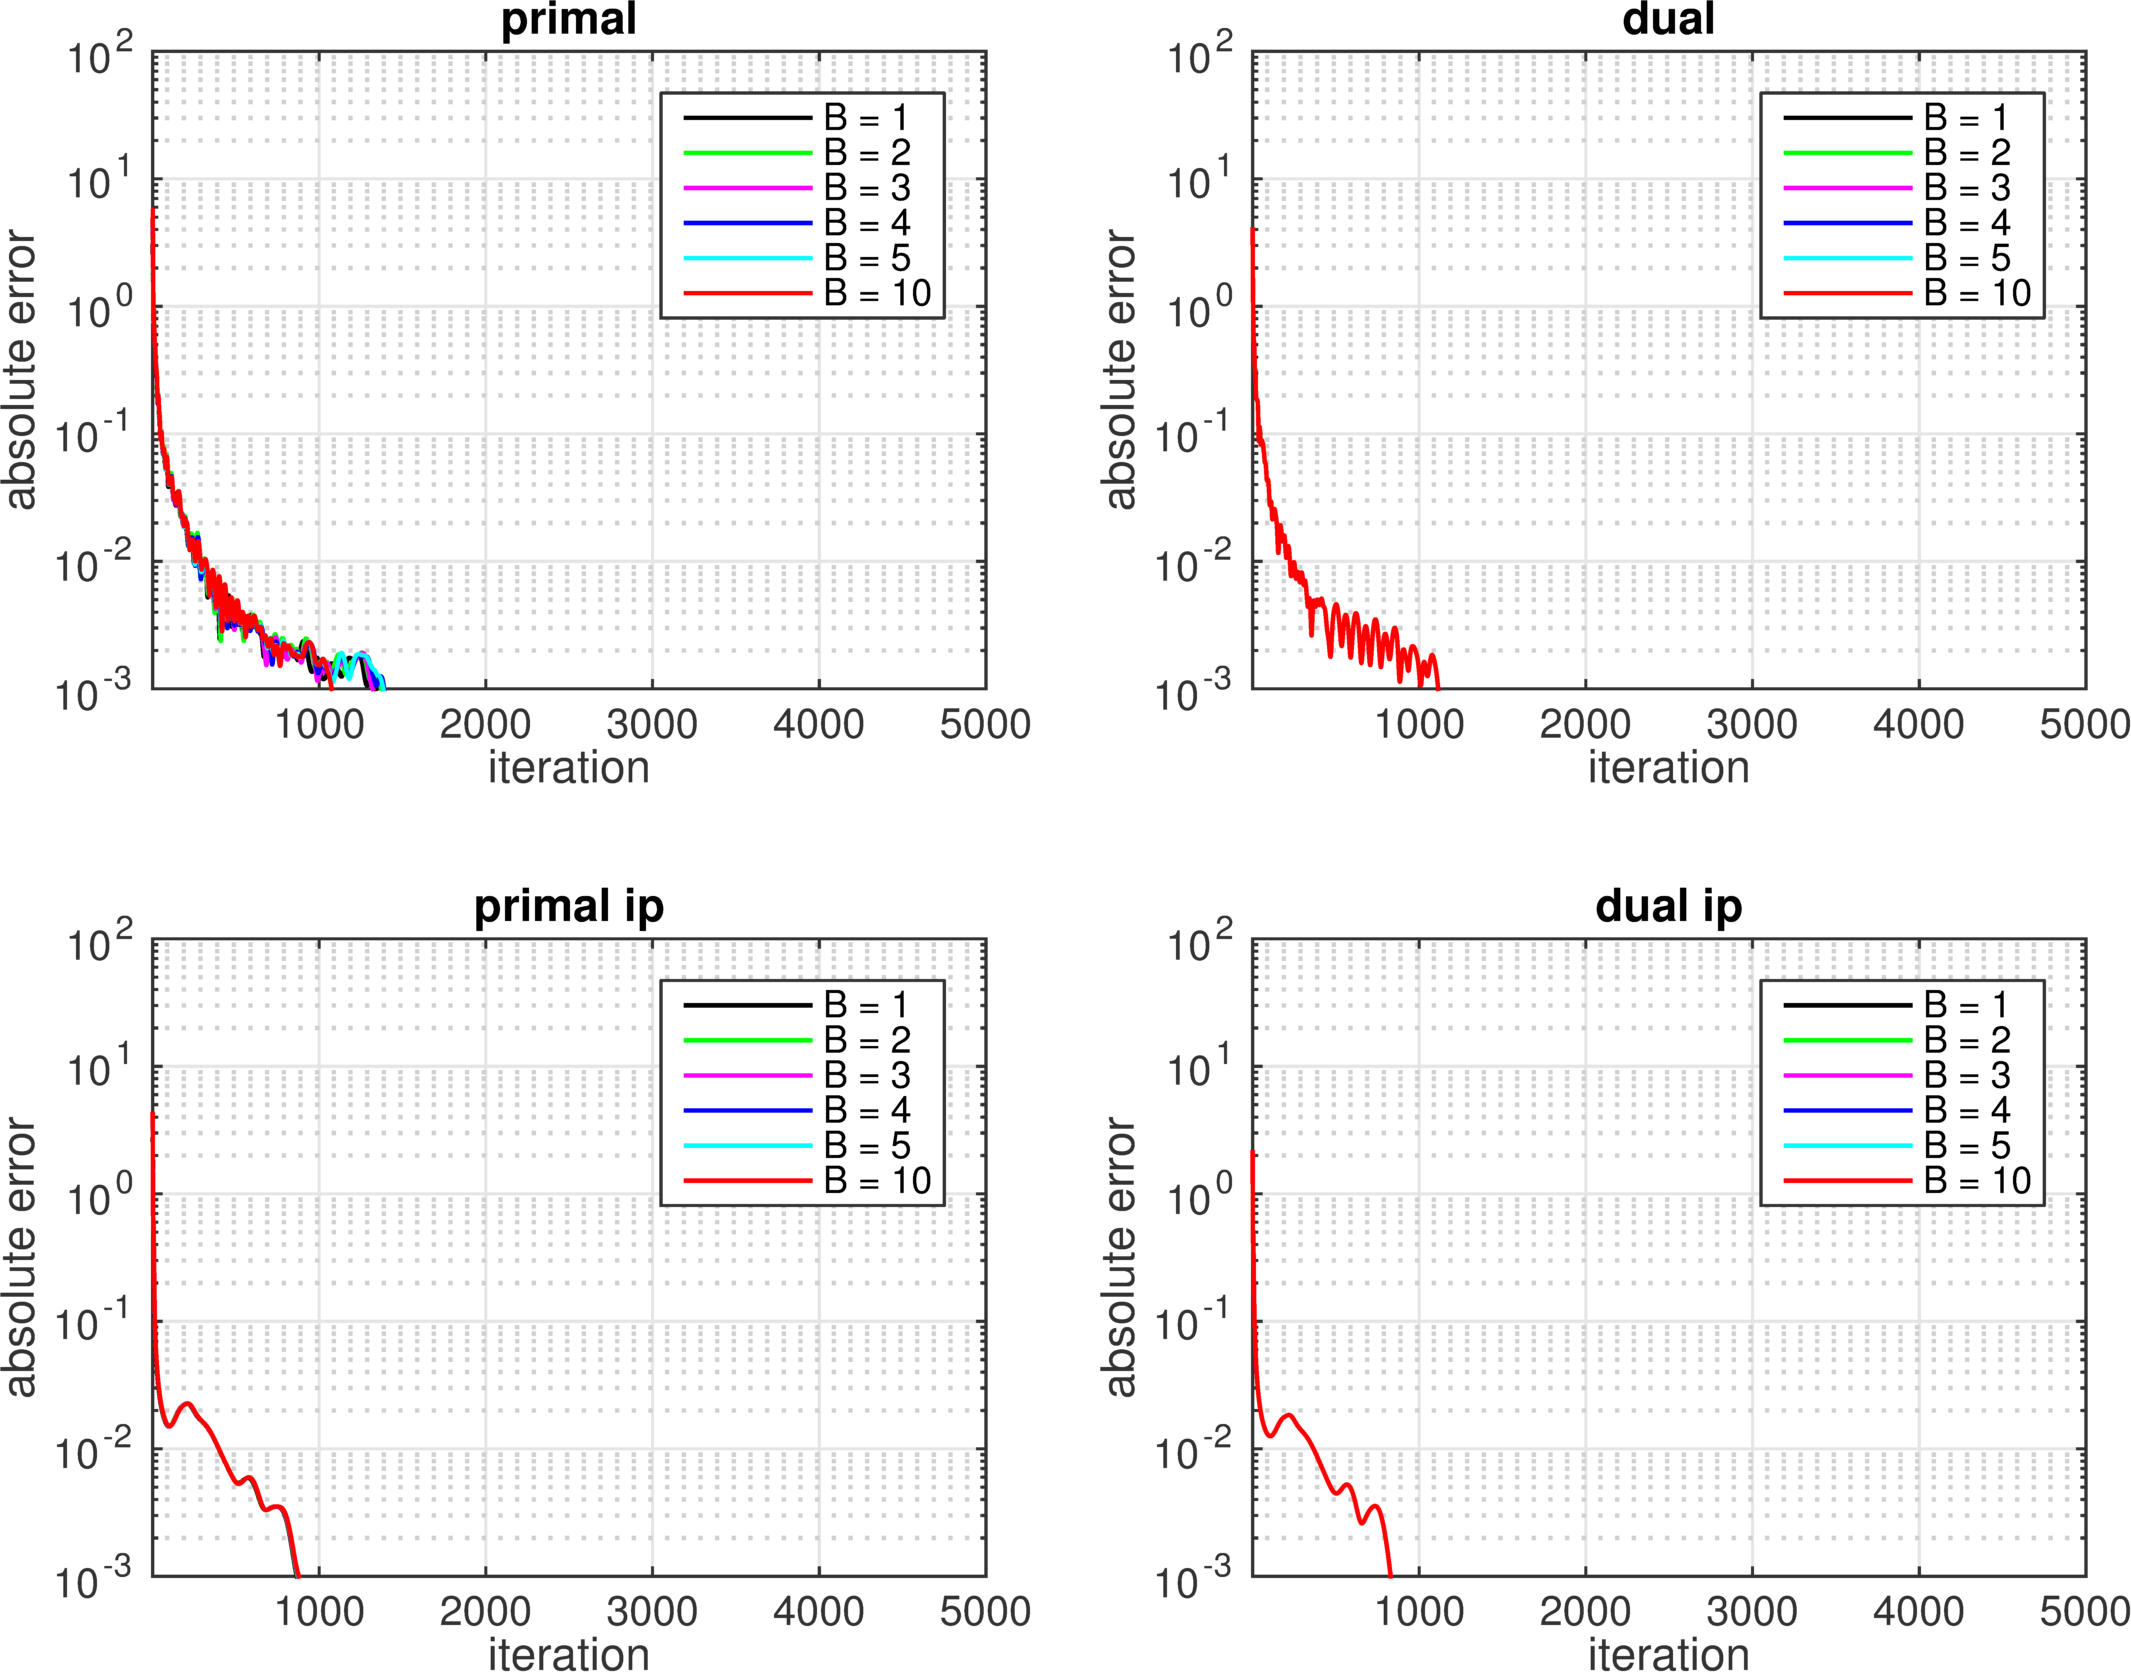 primal
10^2
10^1
10^0
10^-1
10^-2
10^-3
absolute error
B = 1
B = 2
B = 3
B = 4
B = 5
B = 10
1000 2000 3000 4000 5000
iteration
dual
10^2
10^1
10^0
10^-1
10^-2
10^-3
absolute error
B = 1
B = 2
B = 3
B = 4
B = 5
B = 10
1000 2000 3000 4000 5000
iteration
primal ip
10^2
10^1
10^0
10^-1
10^-2
10^-3
absolute error
B = 1
B = 2
B = 3
B = 4
B = 5
B = 10
1000 2000 3000 4000 5000
iteration
dual ip
10^2
10^1
10^0
10^-1
10^-2
10^-3
absolute error
B = 1
B = 2
B = 3
B = 4
B = 5
B = 10
1000 2000 3000 4000 5000
iteration